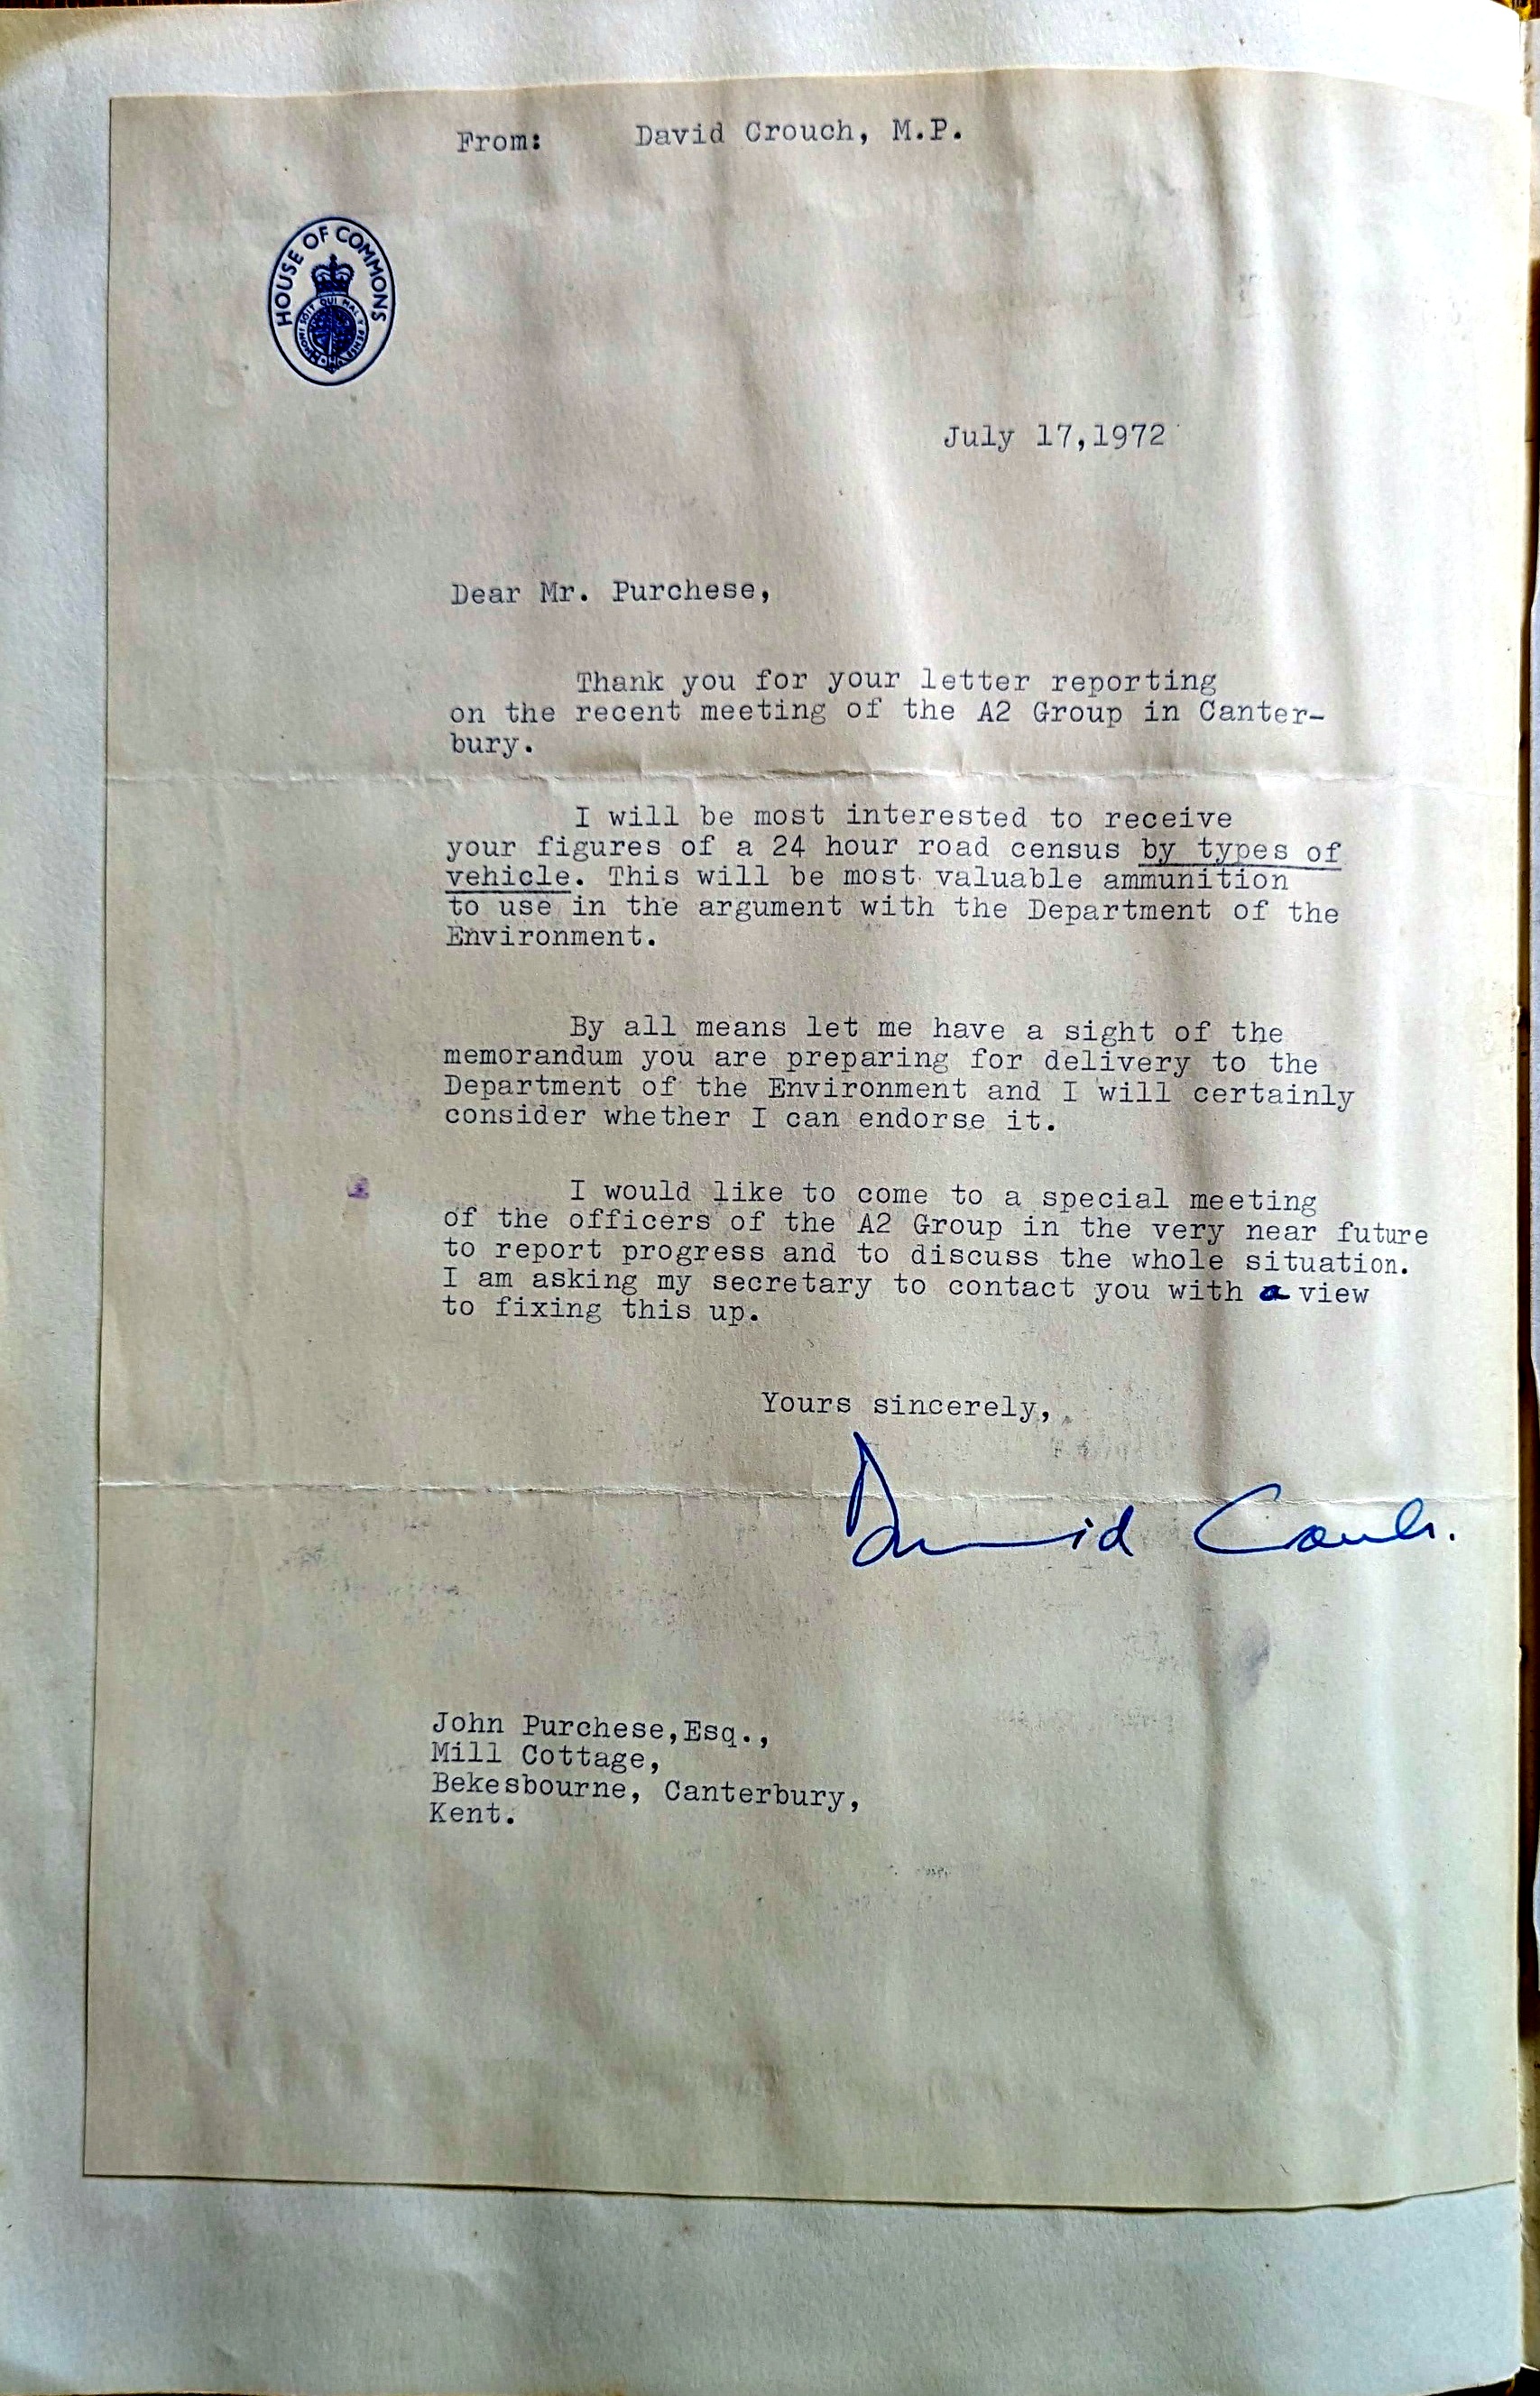 From: David Crouch, M.P.
HOUSE OF COMMONS
HONI SOIT QUI MAL Y PENSE
July 17,1972
Dear Mr. Purchese,
Thank you for your letter reporting
on the recent meeting of the A2 Group in Canter-
bury.
I will be most interested to receive
your figures of a 24 hour road census by types of
vehicle. This will be most valuable ammunition
to use in the argument with the Department of the
Environment.
By all means let me have a sight of the
memorandum you are preparing for delivery to the
Department of the Environment and I will certainly
consider whether I can endorse it.
I would like to come to a special meeting
of the officers of the A2 Group in the very near future
to report progress and to discuss the whole situation.
I am asking my secretary to contact you with a view
to fixing this up.
Yours sincerely,
David Crouch.
John Purchese,Esq.,
Mill Cottage,
Bekesbourne, Canterbury,
Kent.